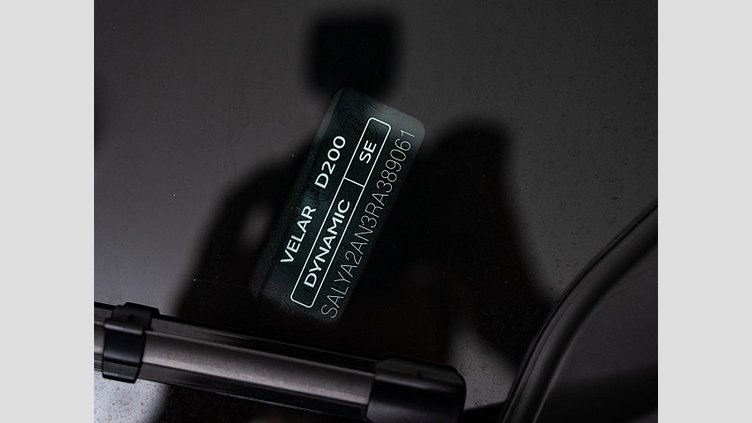 VELAR D200
DYNAMIC SE
SALYA2AN3RA389061